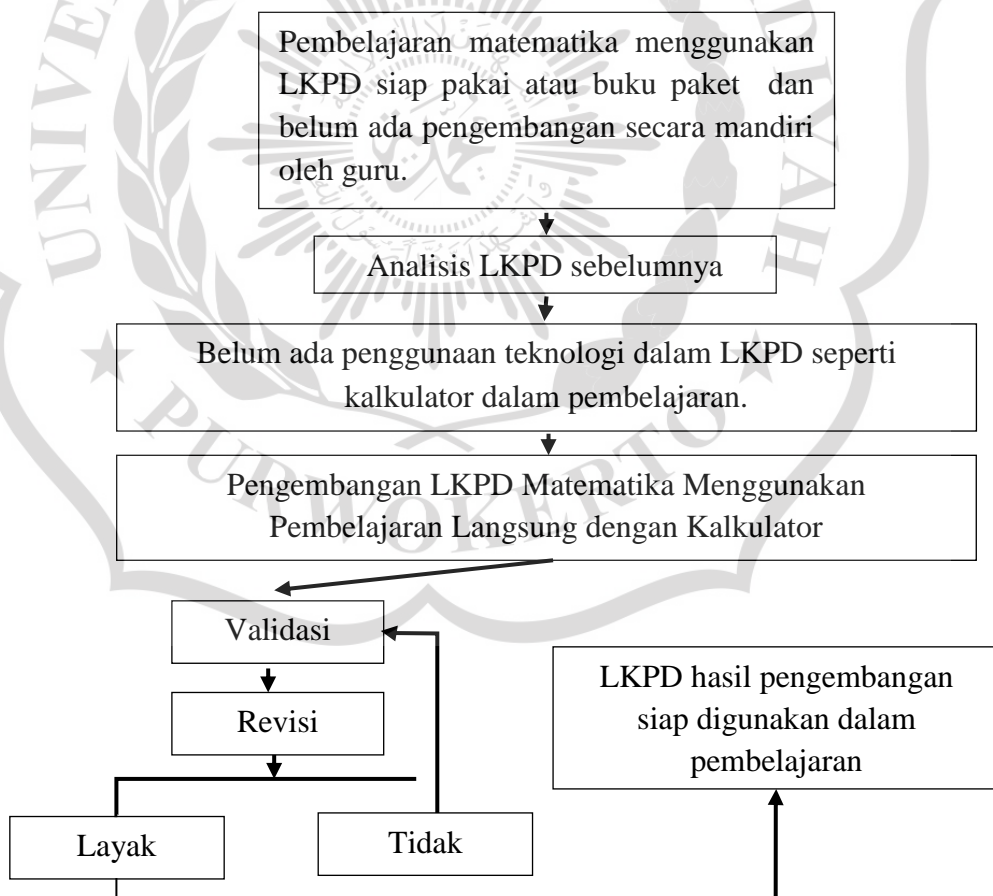 Pembelajaran matematika menggunakan
LKPD siap pakai atau buku paket dan
belum ada pengembangan secara mandiri
oleh guru.
Analisis LKPD sebelumnya
Belum ada penggunaan teknologi dalam LKPD seperti
kalkulator dalam pembelajaran.
Pengembangan LKPD Matematika Menggunakan
Pembelajaran Langsung dengan Kalkulator
Validasi
Revisi
Layak
Tidak
LKPD hasil pengembangan
siap digunakan dalam
pembelajaran
PURWOKERTO